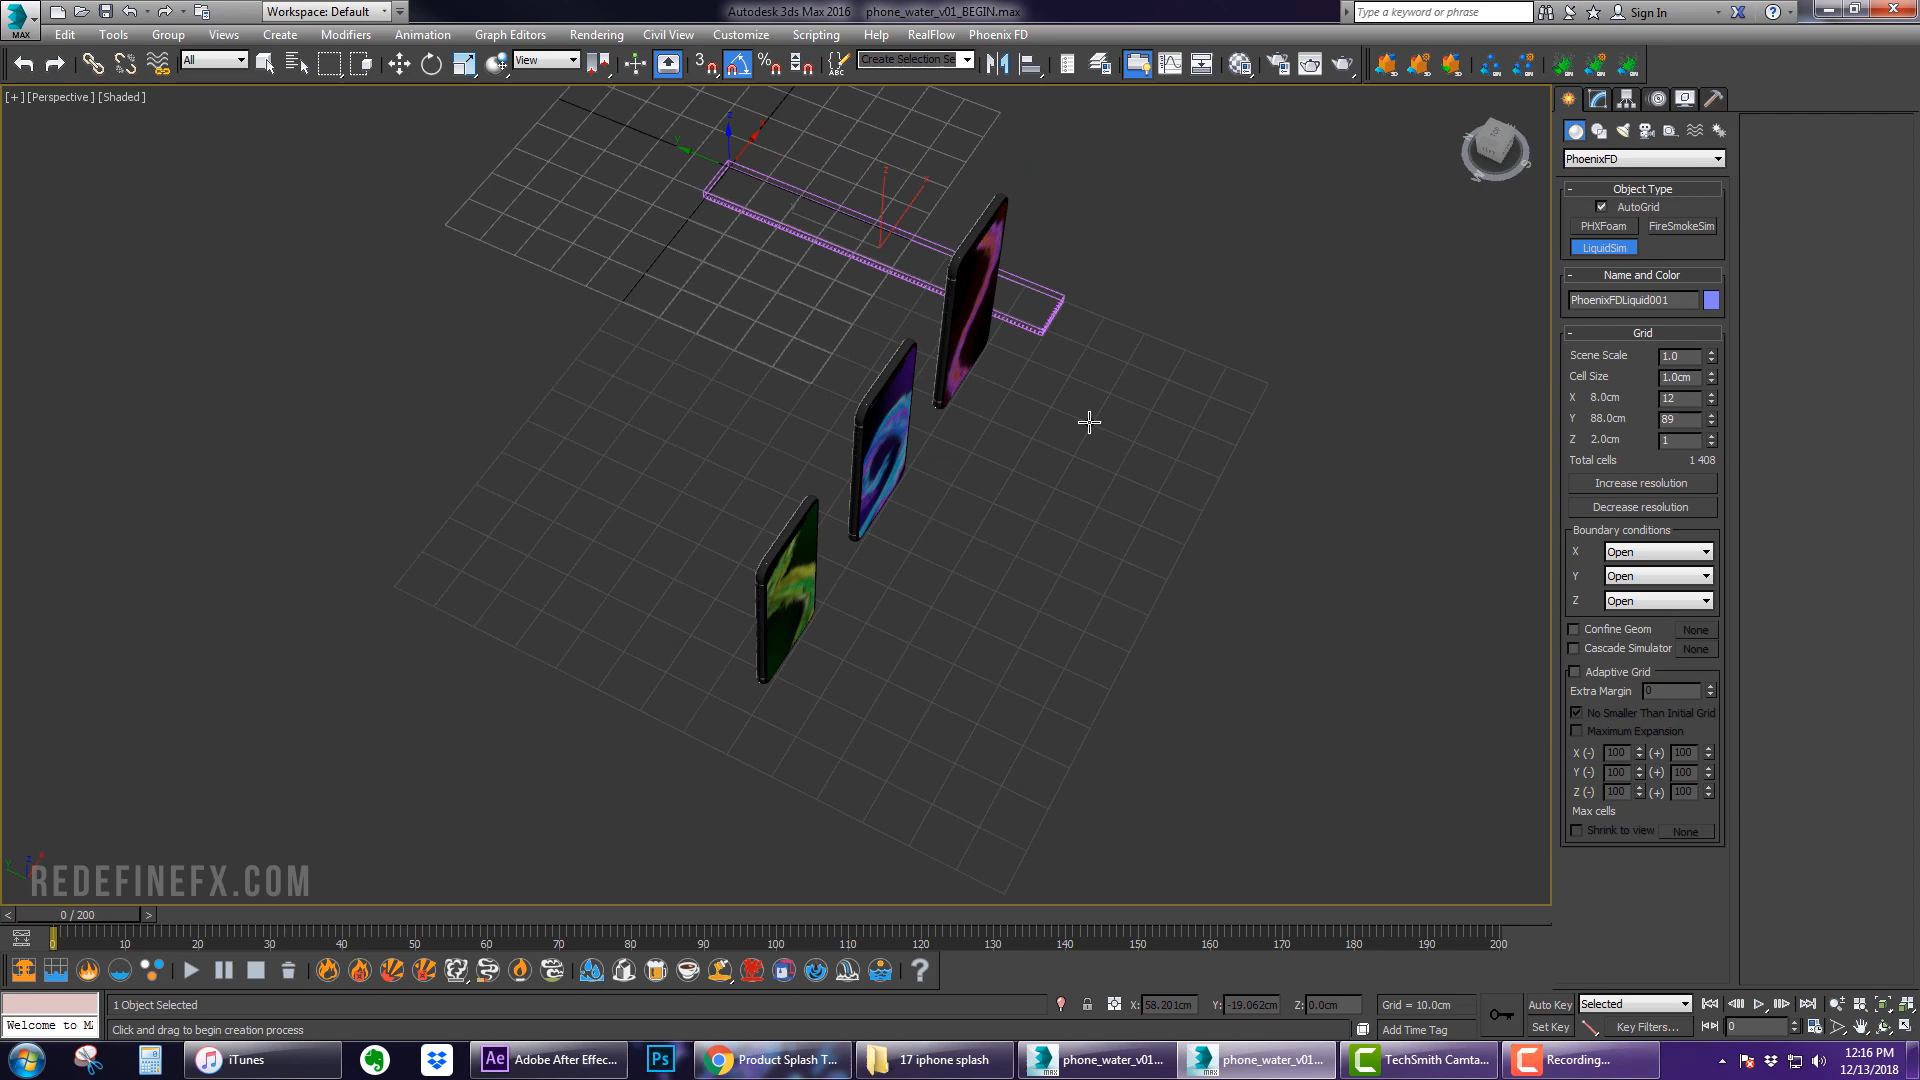 MAX
Workspace: Default
Autodesk 3ds Max 2016    phone_water_v01_BEGIN.max
Type a keyword or phrase
Sign In
Edit Tools Group Views Create Modifiers Animation Graph Editors Rendering Civil View Customize Scripting Help RealFlow Phoenix FD
All
View
Create Selection Se
[+] [Perspective] [Shaded]
PhoenixFD
Object Type
AutoGrid
PHXFoam FireSmokeSim
LiquidSim
Name and Color
PhoenixFDLiquid001
Grid
Scene Scale 1.0
Cell Size 1.0cm
X 8.0cm 12
Y 88.0cm 89
Z 2.0cm 1
Total cells 1 408
Increase resolution
Decrease resolution
Boundary conditions
X Open
Y Open
Z Open
Confine Geom None
Cascade Simulator None
Adaptive Grid
Extra Margin 0
No Smaller Than Initial Grid
Maximum Expansion
X (-) 100 (+) 100
Y (-) 100 (+) 100
Z (-) 100 (+) 100
Max cells
Shrink to view None
REDEFINEFX.COM
< 0 / 200 >
0 10 20 30 40 50 60 70 80 90 100 110 120 130 140 150 160 170 180 190 200
1 Object Selected
X: 58.201cm Y: -19.062cm Z: 0.0cm Grid = 10.0cm
Auto Key Selected
Welcome to M
Click and drag to begin creation process
Add Time Tag
Set Key Key Filters... 0
iTunes
Ae Adobe After Effec...
Ps
Product Splash T...
17 iphone splash
phone_water_v01...
phone_water_v01...
TechSmith Camta...
Recording...
12:16 PM
12/13/2018